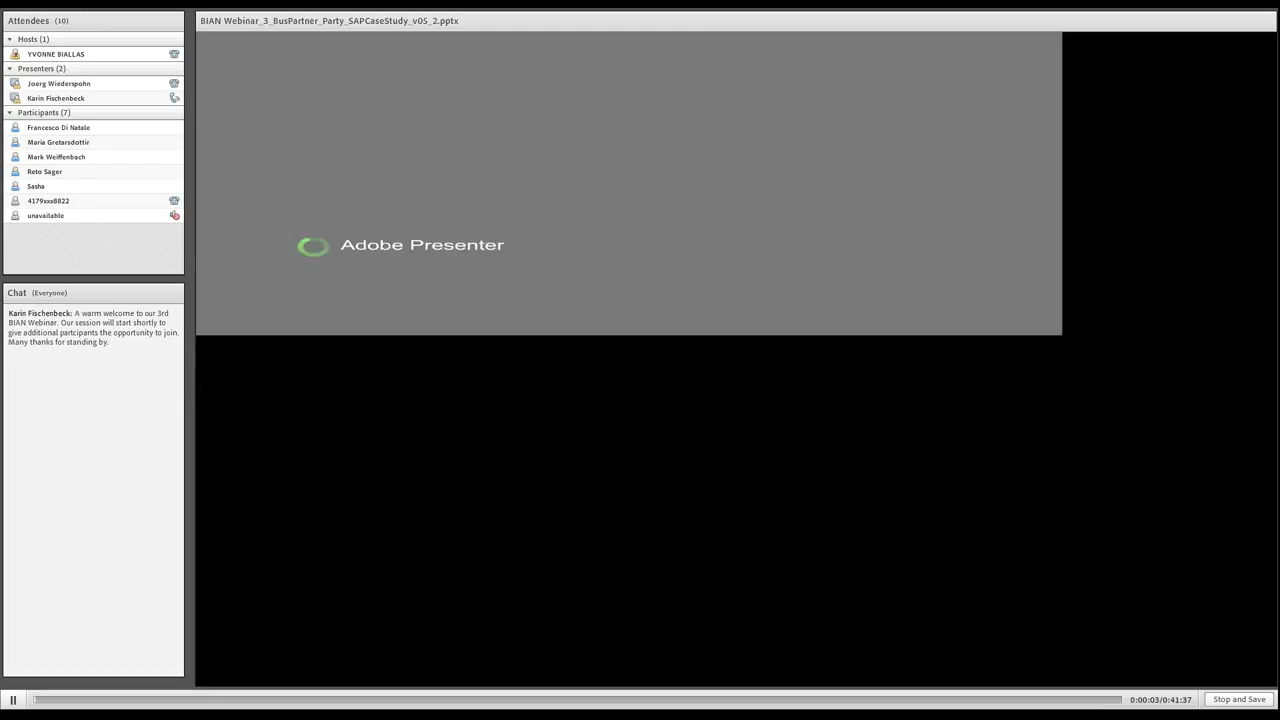 Attendees (10)
BIAN Webinar_3_BusPartner_Party_SAPCaseStudy_v05_2.pptx
Hosts (1)
YVONNE BIALLAS
Presenters (2)
Joerg Wiederspohn
Karin Fischenbeck
Participants (7)
Francesco Di Natale
Maria Gretarsdottir
Mark Weiffenbach
Reto Sager
Sasha
4179xxx8822
unavailable
Adobe Presenter
Chat (Everyone)
Karin Fischenbeck: A warm welcome to our 3rd
BIAN Webinar. Our session will start shortly to
give additional partcipants the opportunity to join.
Many thanks for standing by.
0:00:03/0:41:37
Stop and Save